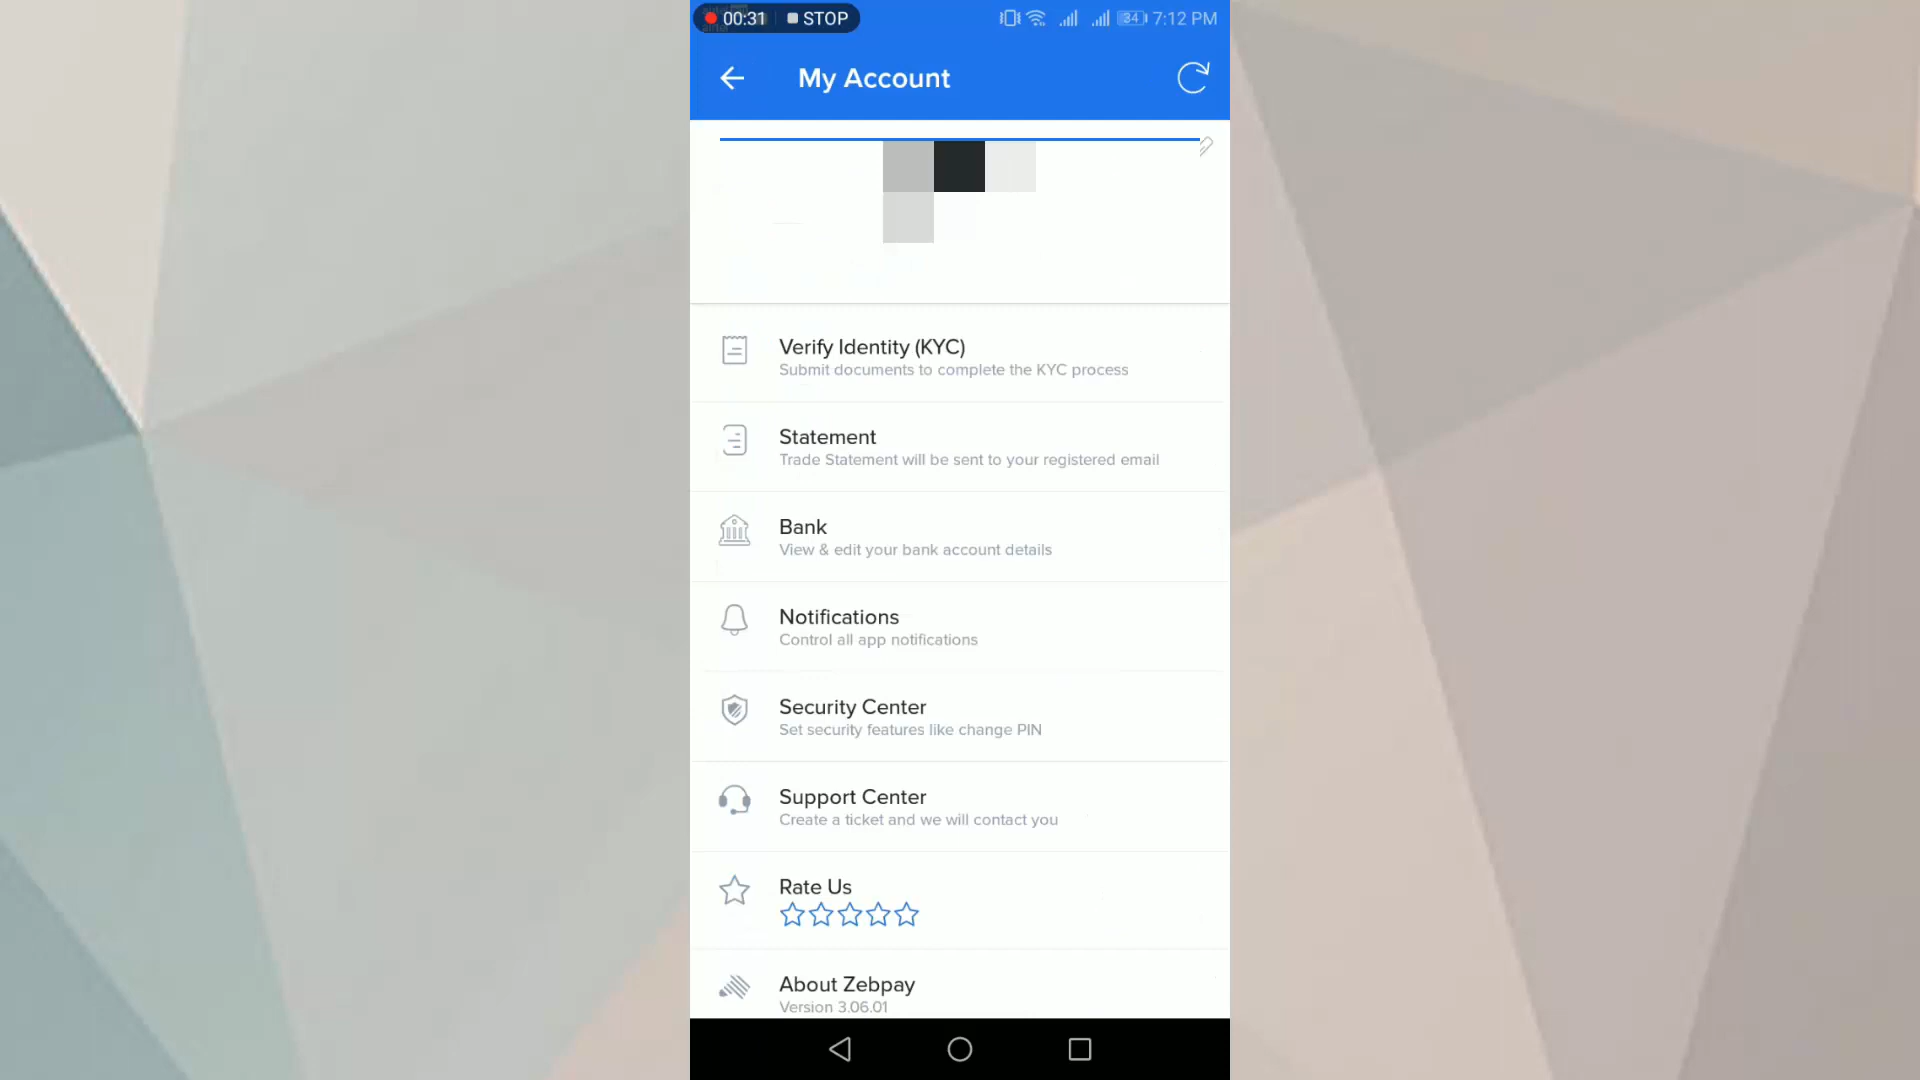 00:31 STOP 34 7:12 PM
My Account
Verify Identity (KYC)
Submit documents to complete the KYC process
Statement
Trade Statement will be sent to your registered email
Bank
View & edit your bank account details
Notifications
Control all app notifications
Security Center
Set security features like change PIN
Support Center
Create a ticket and we will contact you
Rate Us
About Zebpay
Version 3.06.01